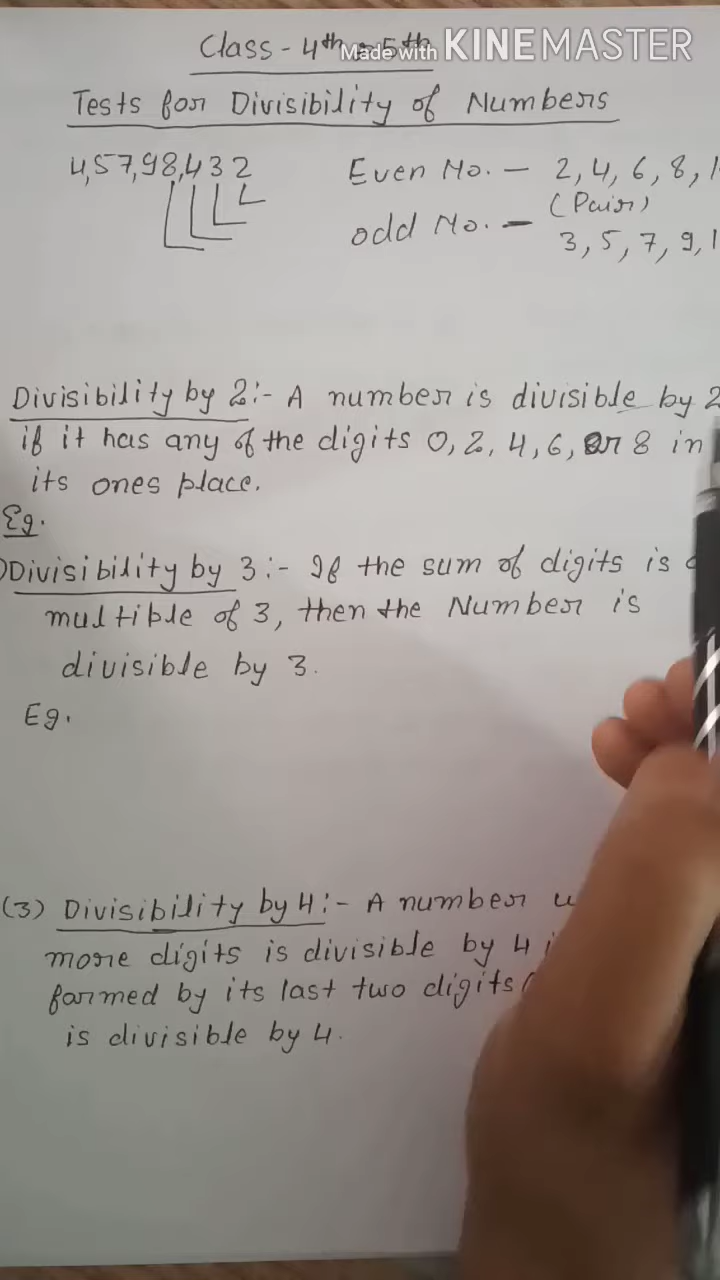 Class - 4th 5th
Made with KINEMASTER
Tests for Divisibility of Numbers
4,57,98,432
Even No. - 2, 4, 6, 8, 1
(Pair)
odd No. - 3, 5, 7, 9, 1
Divisibility by 2:- A number is divisible by 2
if it has any of the digits 0, 2, 4, 6, or 8 in
its ones place.
Eg.
Divisibility by 3:- If the sum of digits is
multible of 3, then the Number is
divisible by 3.
Eg.
(3) Divisibility by 4:- A number
more digits is divisible by 4
formed by its last two digits
is divisible by 4.